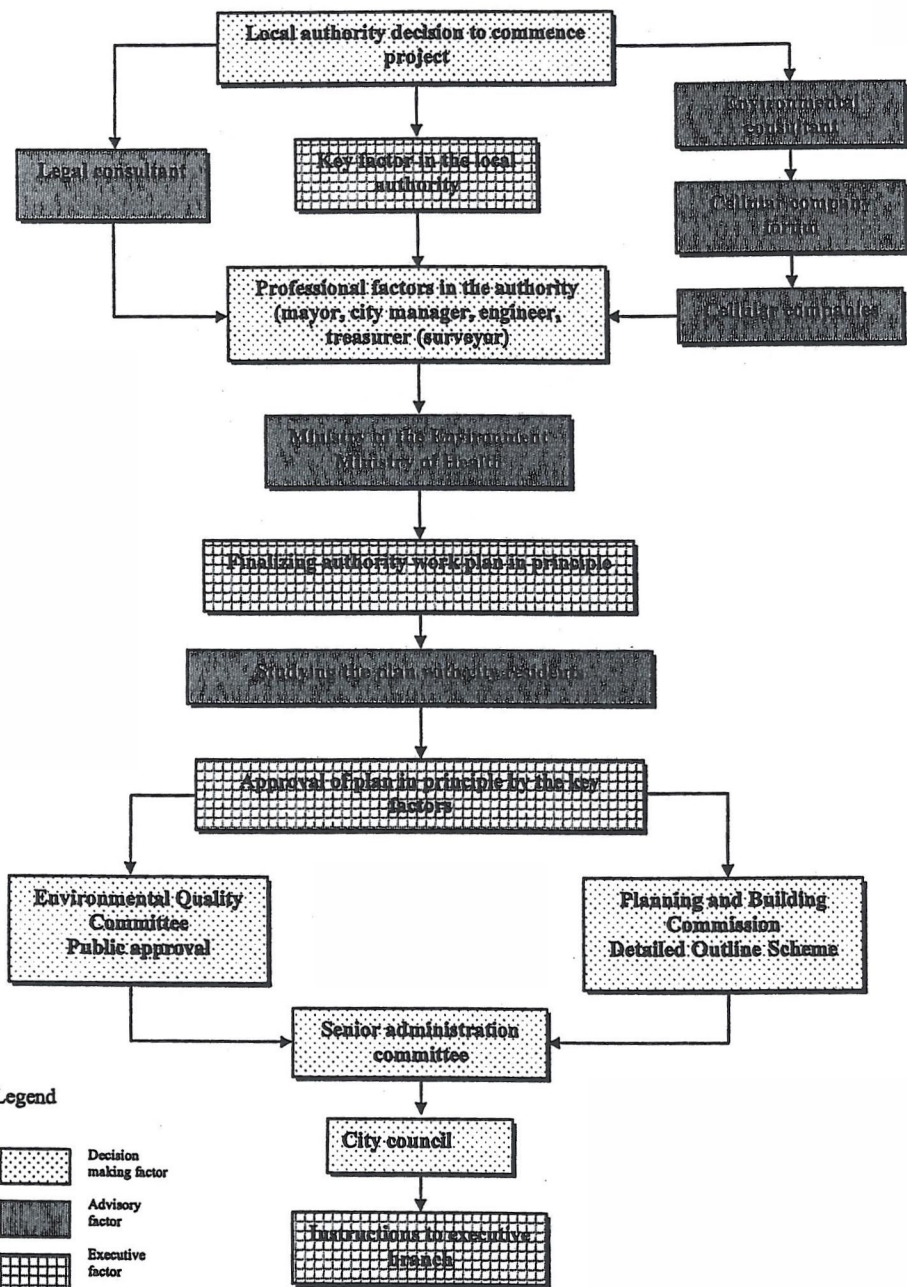 Local authority decision to commence
project
Environmental
consultant
Legal consultant
Key factor in the local
authority
Cellular company
forum
Professional factors in the authority
(mayor, city manager, engineer,
treasurer (surveyor)
Cellular companies
Ministry of the Environment
Ministry of Health
Finalizing authority work plan in principle
Studying the plan authority residents
Approval of plan in principle by the key
factors
Environmental Quality
Committee
Public approval
Planning and Building
Commission
Detailed Outline Scheme
Senior administration
committee
Legend
City council
Decision
making factor
Advisory
factor
Instructions to executive
branch
Executive
factor